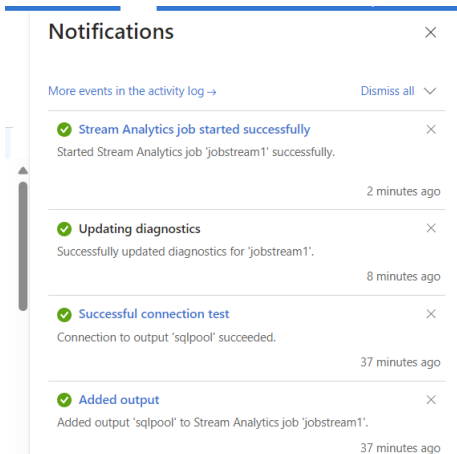 Notifications
More events in the activity log → Dismiss all
Stream Analytics job started successfully
Started Stream Analytics job 'jobstream1' successfully.
2 minutes ago
Updating diagnostics
Successfully updated diagnostics for 'jobstream1'.
8 minutes ago
Successful connection test
Connection to output 'sqlpool' succeeded.
37 minutes ago
Added output
Added output 'sqlpool' to Stream Analytics job 'jobstream1'.
37 minutes ago